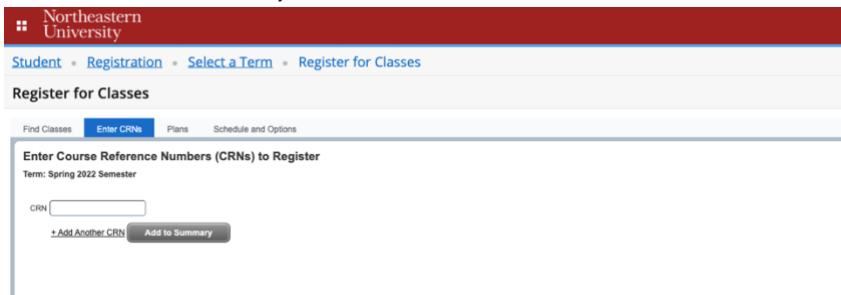 Northeastern
University
Student • Registration • Select a Term • Register for Classes
Register for Classes
Find Classes Enter CRNs Plans Schedule and Options
Enter Course Reference Numbers (CRNs) to Register
Term: Spring 2022 Semester
CRN
+ Add Another CRN Add to Summary